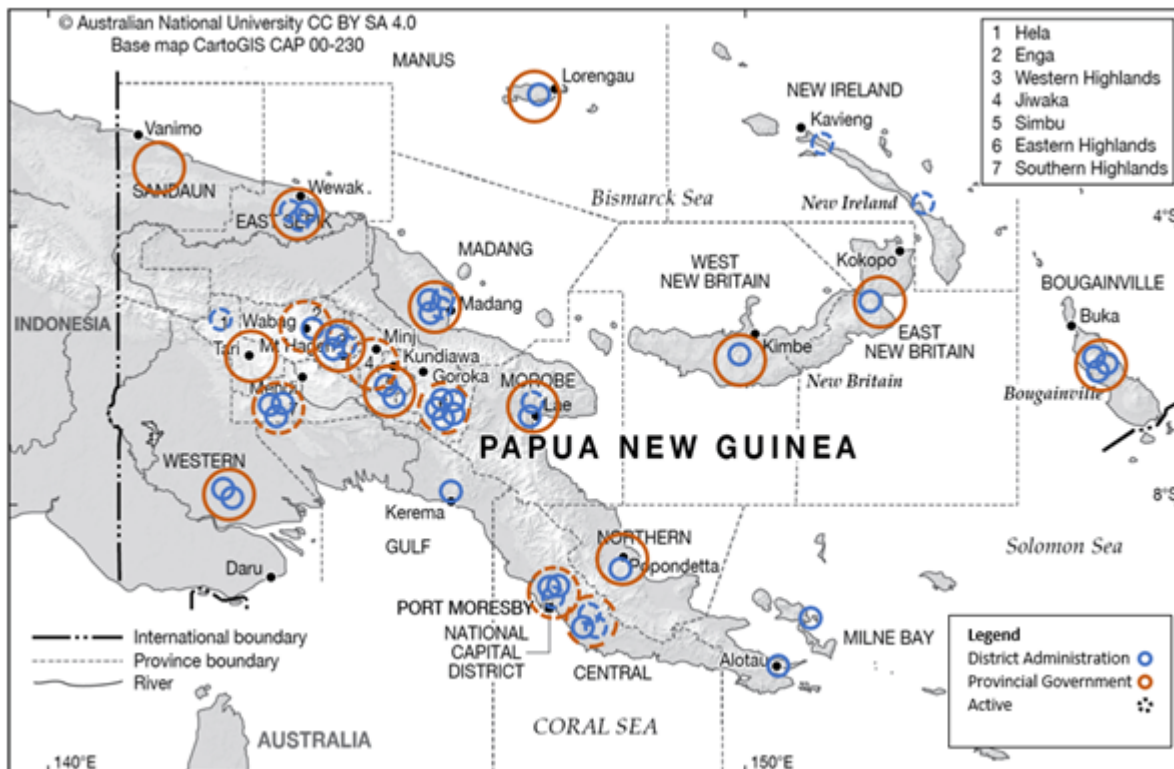 © Australian National University CC BY SA 4.0
Base map CartoGIS CAP 00-230
MANUS
Lorengau
NEW IRELAND
Kavieng
1 Hela
2 Enga
3 Western Highlands
4 Jiwaka
5 Simbu
6 Eastern Highlands
7 Southern Highlands
Vanimo
SANDAUN
Wewak
EAST SEPIK
Bismarck Sea
New Ireland
4°S
MADANG
Madang
WEST
NEW BRITAIN
Kokopo
BOUGAINVILLE
Buka
INDONESIA
Wabag
2
Tari
Mt Hagen
Minj
Kundiawa
4
Goroka
MOROBE
Lae
Kimbe
New Britain
EAST
NEW BRITAIN
Bougainville
PAPUA NEW GUINEA
WESTERN
Kerema
GULF
8°S
Daru
NORTHERN
Popondetta
Solomon Sea
PORT MORESBY
NATIONAL
CAPITAL
DISTRICT
CENTRAL
Alotau
MILNE BAY
International boundary
Province boundary
River
AUSTRALIA
CORAL SEA
Legend
District Administration
Provincial Government
Active
140°E
150°E